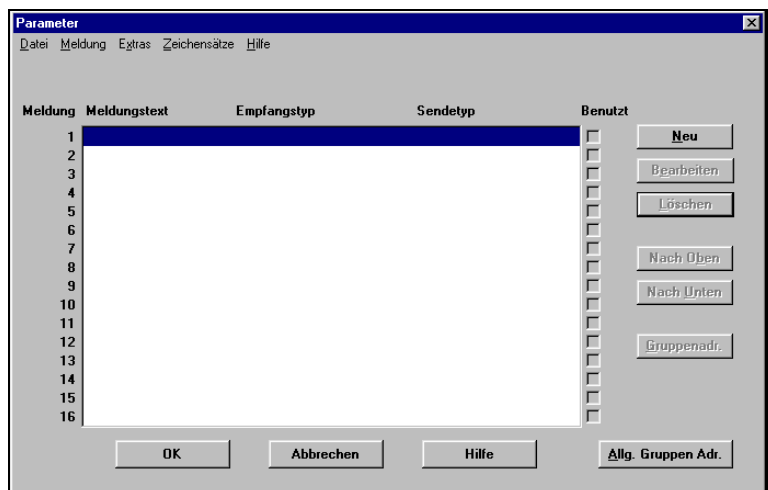 Parameter
Datei Meldung Extras Zeichensätze Hilfe
Meldung Meldungstext Empfangstyp Sendetyp Benutzt
1 Neu
2
3 Bearbeiten
4
5 Löschen
6
7
8 Nach Oben
9
10 Nach Unten
11
12 Gruppenadr.
13
14
15
16
OK Abbrechen Hilfe Allg. Gruppen Adr.